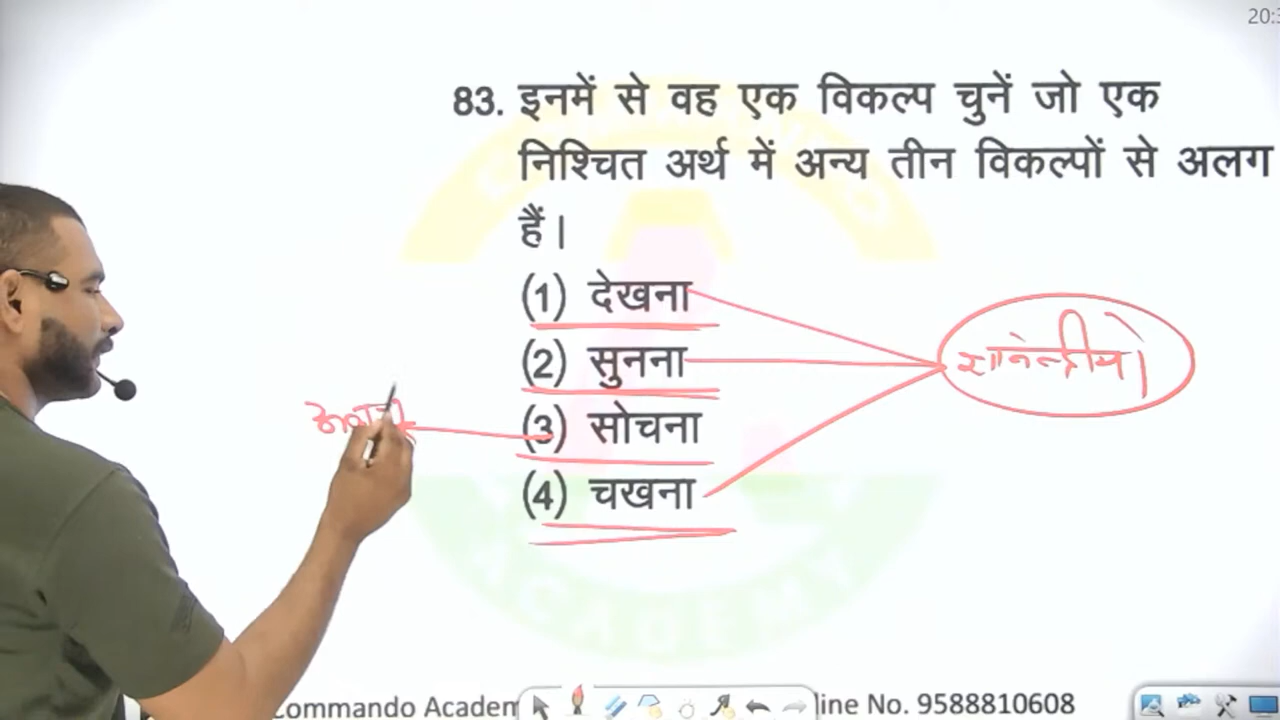 83. इनमें से वह एक विकल्प चुनें जो एक
निश्चित अर्थ में अन्य तीन विकल्पों से अलग
हैं।
(1) देखना
(2) सुनना
(3) सोचना
(4) चखना
ACADEMY
Commando Academ
line No. 9588810608